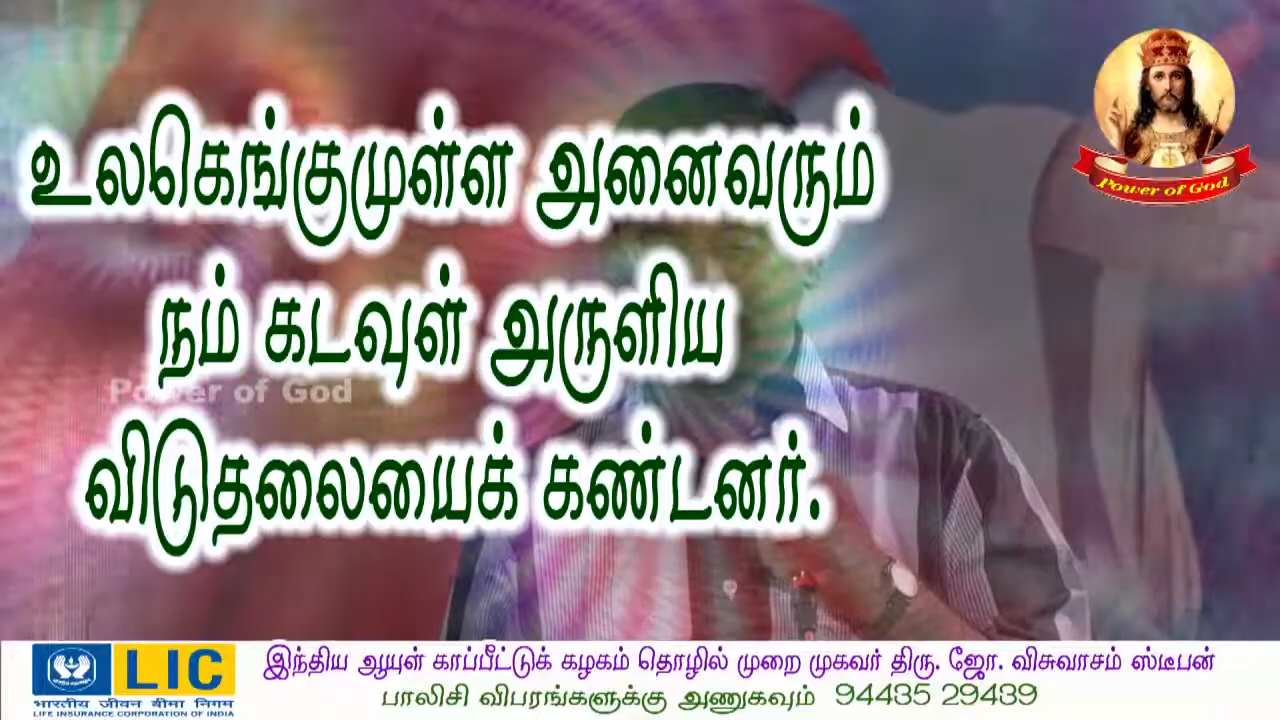 உலகெங்குமுள்ள அனைவரும்
நம் கடவுள் அருளிய
விடுதலையைக் கண்டனர்.
Power of God
Power of God
LIC
भारतीय जीवन बीमा निगम
LIFE INSURANCE CORPORATION OF INDIA
இந்திய ஆயுள் காப்பீட்டுக் கழகம் தொழில் முறை முகவர் திரு. ஜோ. விசுவாசம் ஸ்டீபன்
பாலிசி விபரங்களுக்கு அணுகவும் 94435 29439